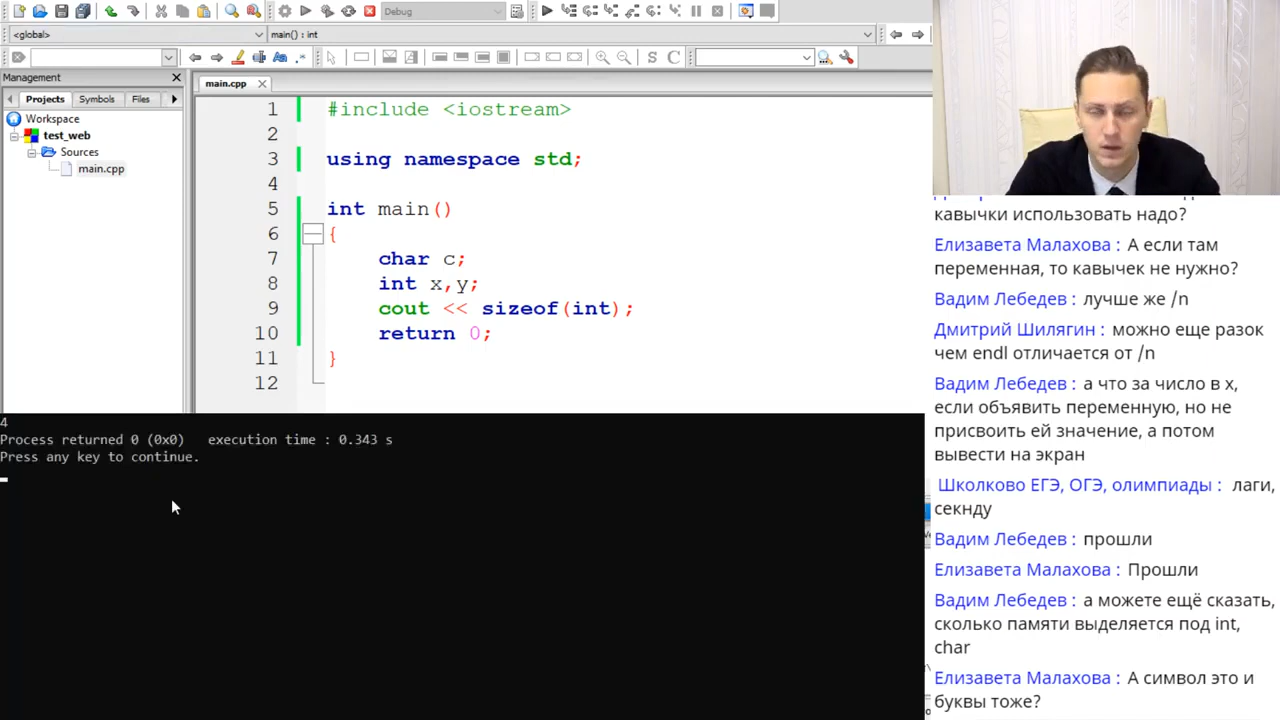 Debug
<global>
main() : int
Management
Projects
Symbols
Files
Workspace
test_web
Sources
main.cpp
main.cpp
1 #include <iostream>
2
3 using namespace std;
4
5 int main()
6 {
7 char c;
8 int x,y;
9 cout << sizeof(int);
10 return 0;
11 }
12
4
Process returned 0 (0x0) execution time : 0.343 s
Press any key to continue.
кавычки использовать надо?
Елизавета Малахова : А если там
переменная, то кавычек не нужно?
Вадим Лебедев : лучше же /n
Дмитрий Шилягин : можно еще разок
чем endl отличается от /n
Вадим Лебедев : а что за число в x,
если объявить переменную, но не
присвоить ей значение, а потом
вывести на экран
Школково ЕГЭ, ОГЭ, олимпиады : лаги,
секнду
Вадим Лебедев : прошли
Елизавета Малахова : Прошли
Вадим Лебедев : а можете ещё сказать,
сколько памяти выделяется под int,
char
Елизавета Малахова : А символ это и
буквы тоже?